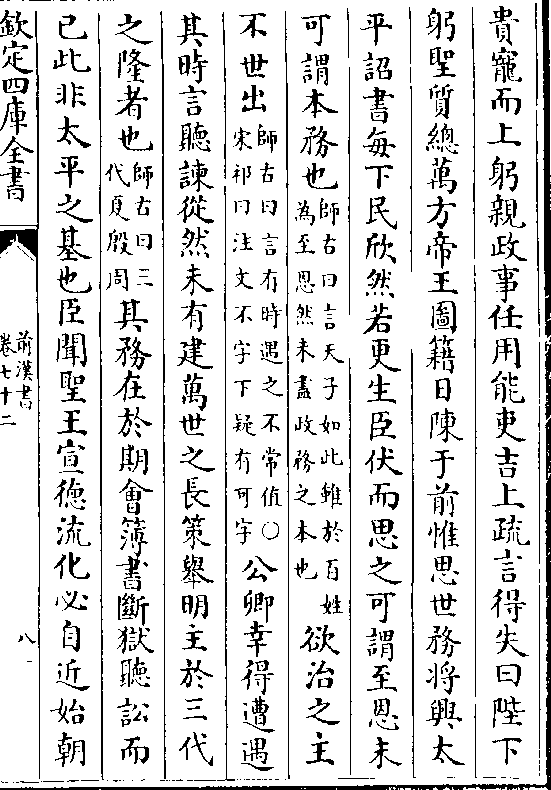 貴寵而上躬親政事任用能吏吉上疏言得失曰陛下
躬聖質總萬方帝王圖籍日陳于前惟思世務將興太
平詔書每下民欣然若更生臣伏而思之可謂至恩未
可謂本務也師古曰言天子如此雖於百姓為至恩然未盡政務之本也欲治之主
不世出師古曰言有時遇之不常值○宋祁曰注文不字下疑有可字公卿幸得遭遇
其時言聽諫從然未有建萬世之長策舉明主於三代
之隆者也師古曰三代夏殷周其務在於期會簿書斷獄聽訟而
已此非太平之基也臣聞聖王宣德流化必自近始朝
欽定四庫全書
前漢書
卷七十二
八